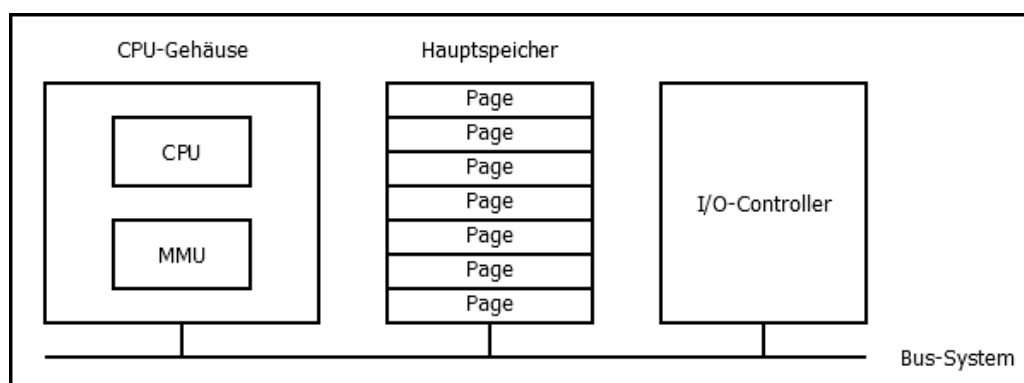 CPU-Gehäuse
Hauptspeicher
CPU
MMU
Page
Page
Page
Page
Page
Page
Page
I/O-Controller
Bus-System